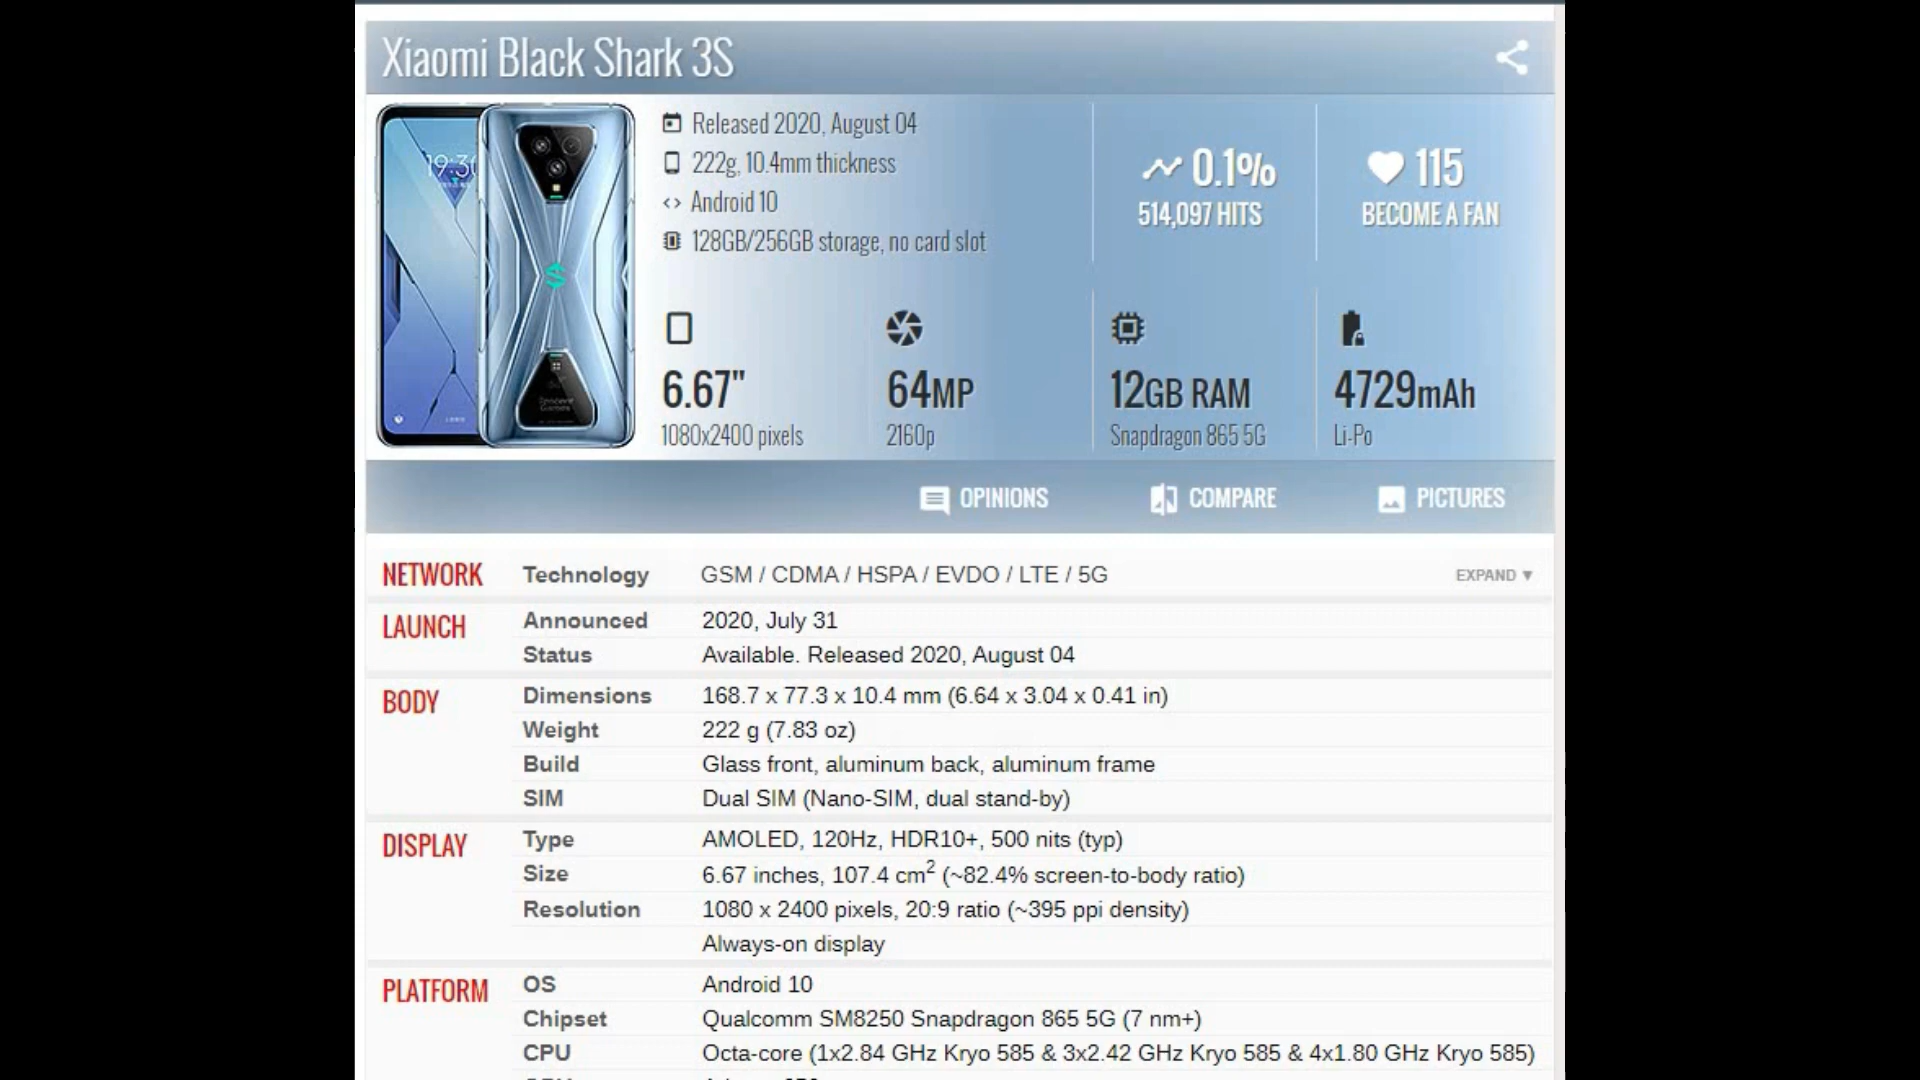 Xiaomi Black Shark 3S
Released 2020, August 04
222g, 10.4mm thickness
Android 10
128GB/256GB storage, no card slot
0.1%
514,097 HITS
115
BECOME A FAN
19:30
6.67"
1080x2400 pixels
64MP
2160p
12GB RAM
Snapdragon 865 5G
4729mAh
Li-Po
OPINIONS
COMPARE
PICTURES
NETWORK Technology GSM / CDMA / HSPA / EVDO / LTE / 5G EXPAND ▼
LAUNCH Announced 2020, July 31
Status Available. Released 2020, August 04
BODY Dimensions 168.7 x 77.3 x 10.4 mm (6.64 x 3.04 x 0.41 in)
Weight 222 g (7.83 oz)
Build Glass front, aluminum back, aluminum frame
SIM Dual SIM (Nano-SIM, dual stand-by)
DISPLAY Type AMOLED, 120Hz, HDR10+, 500 nits (typ)
Size 6.67 inches, 107.4 cm² (~82.4% screen-to-body ratio)
Resolution 1080 x 2400 pixels, 20:9 ratio (~395 ppi density)
Always-on display
PLATFORM OS Android 10
Chipset Qualcomm SM8250 Snapdragon 865 5G (7 nm+)
CPU Octa-core (1x2.84 GHz Kryo 585 & 3x2.42 GHz Kryo 585 & 4x1.80 GHz Kryo 585)